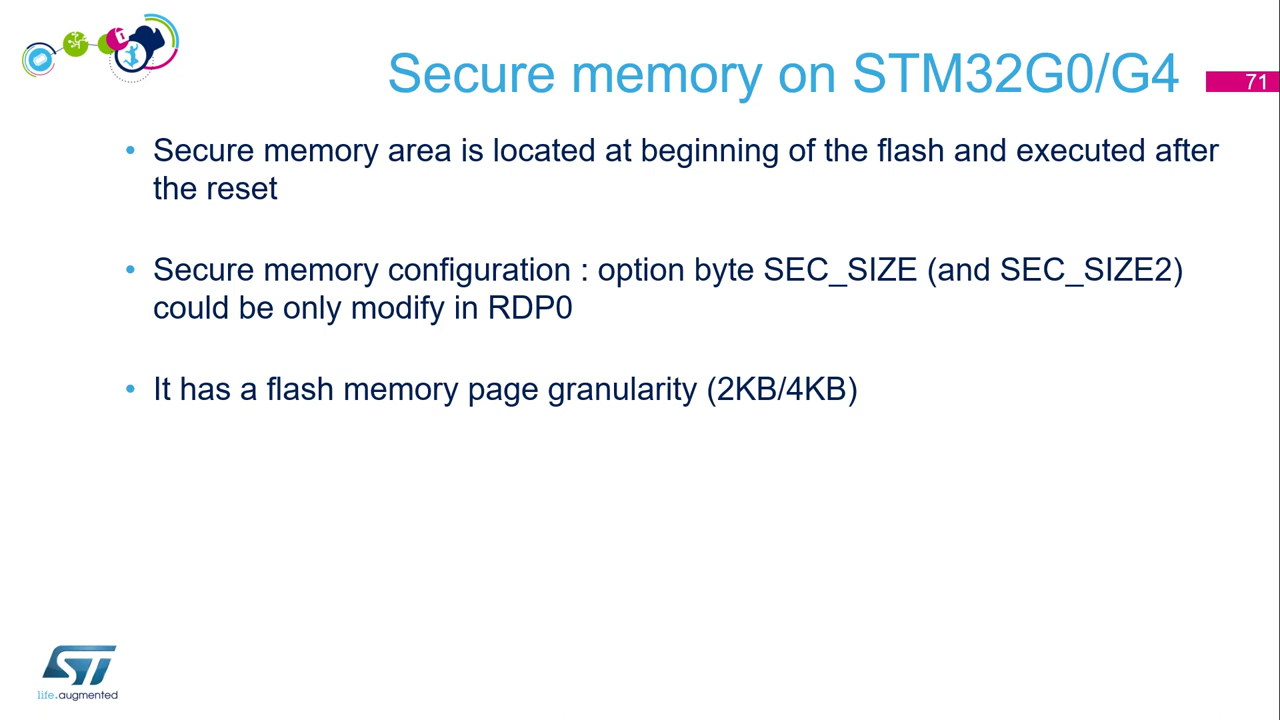 Secure memory on STM32G0/G4
71
• Secure memory area is located at beginning of the flash and executed after
the reset
• Secure memory configuration : option byte SEC_SIZE (and SEC_SIZE2)
could be only modify in RDP0
• It has a flash memory page granularity (2KB/4KB)
ST
life.augmented